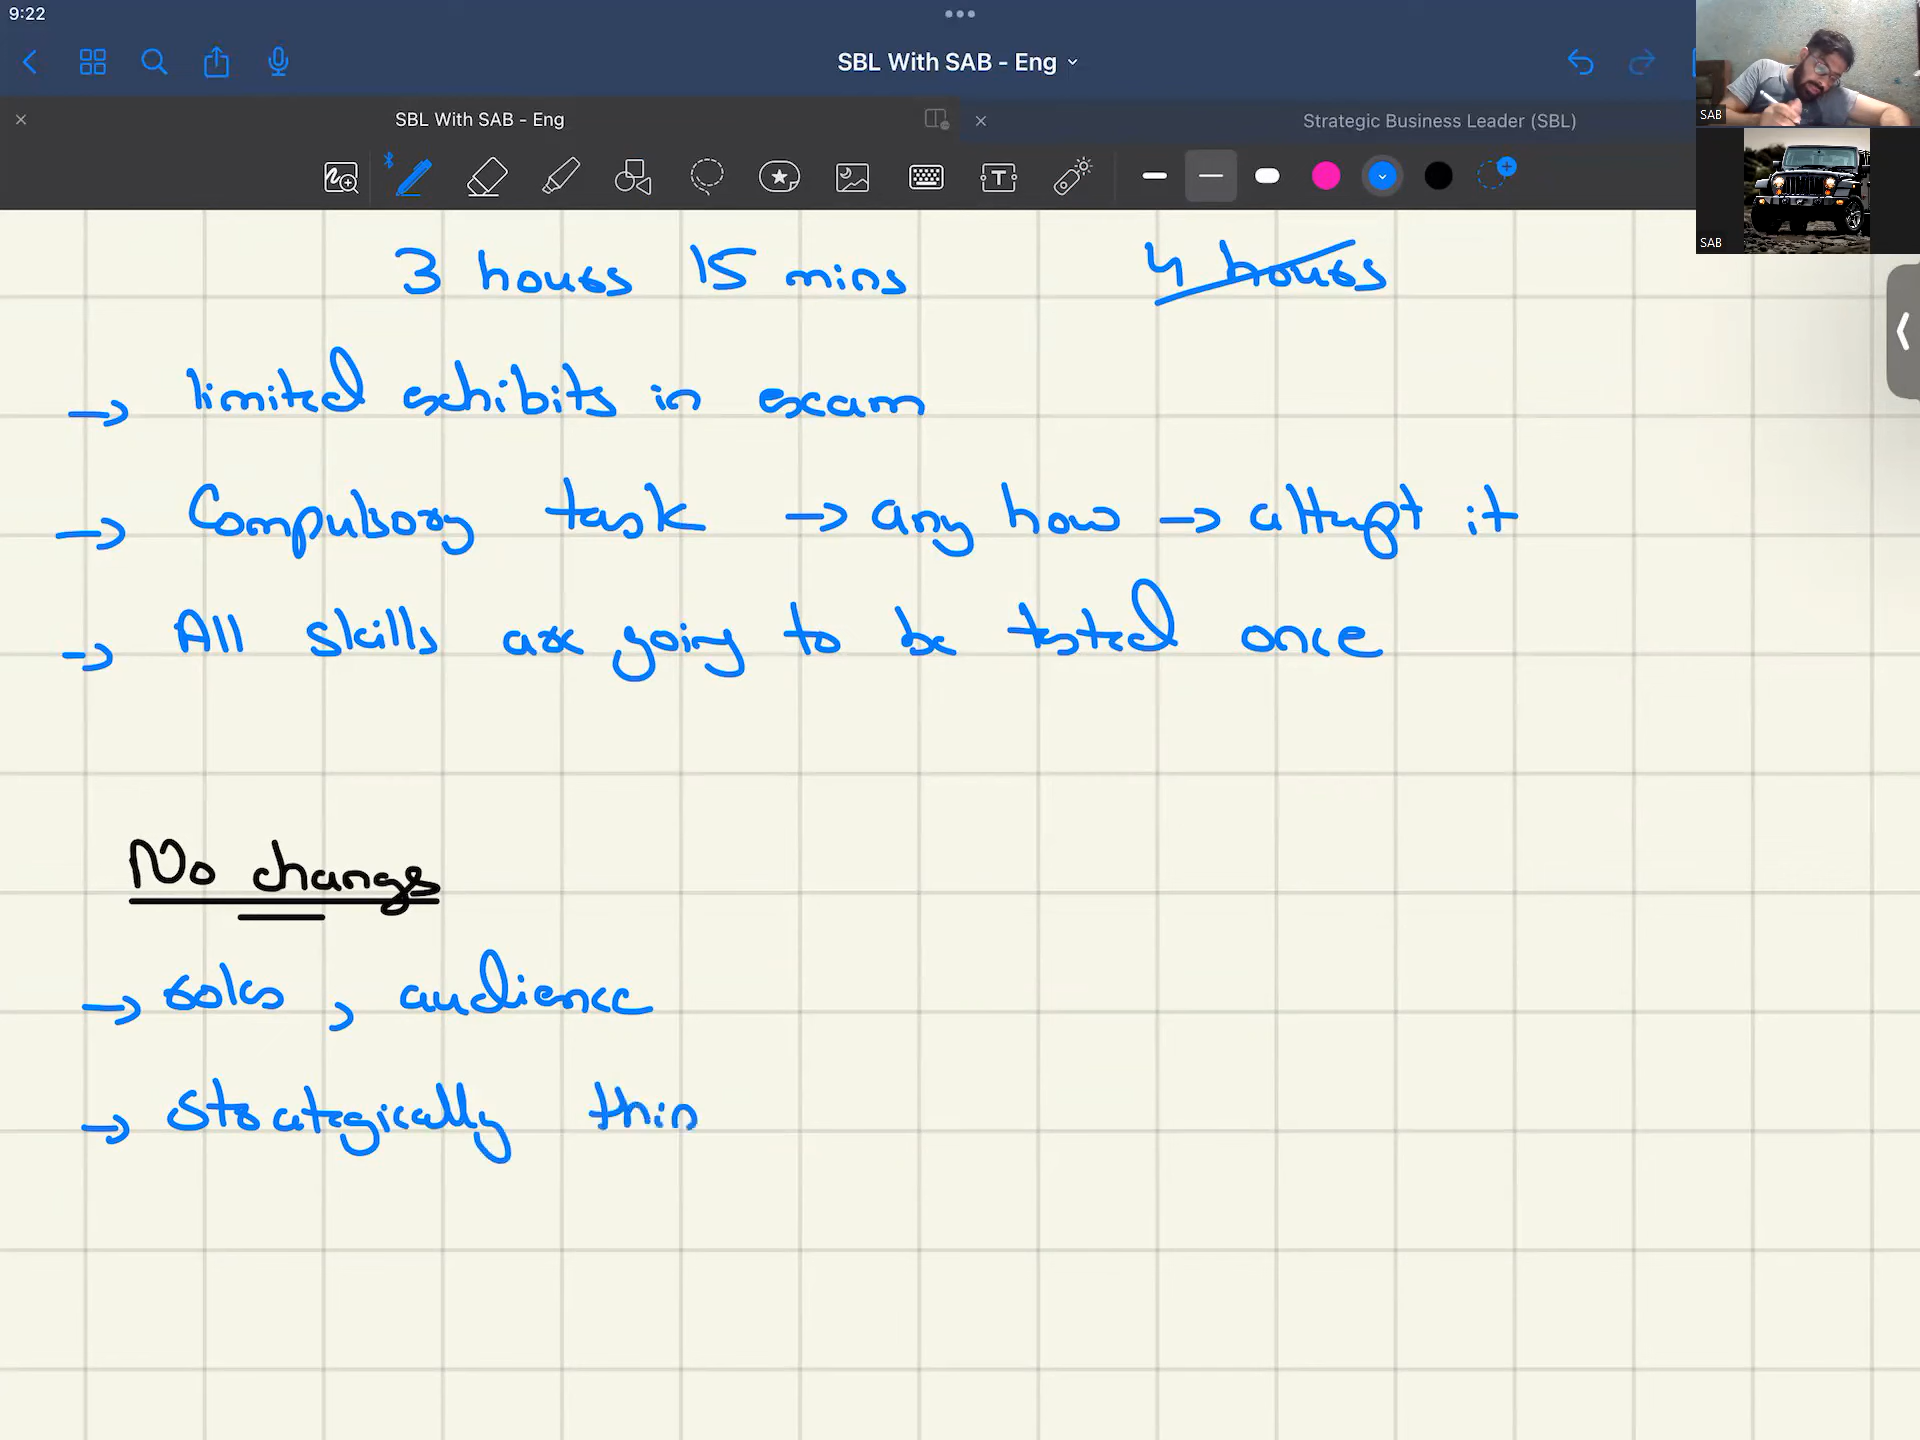 9:22
SBL With SAB - Eng
SBL With SAB - Eng
Strategic Business Leader (SBL)
SAB
SAB
3 hours 15 mins 4 hours
→ limited exhibits in exam
→ Compulsory task → any how → attempt it
→ All skills are going to be tested once
No change
→ roles , audience
→ Strategically thin